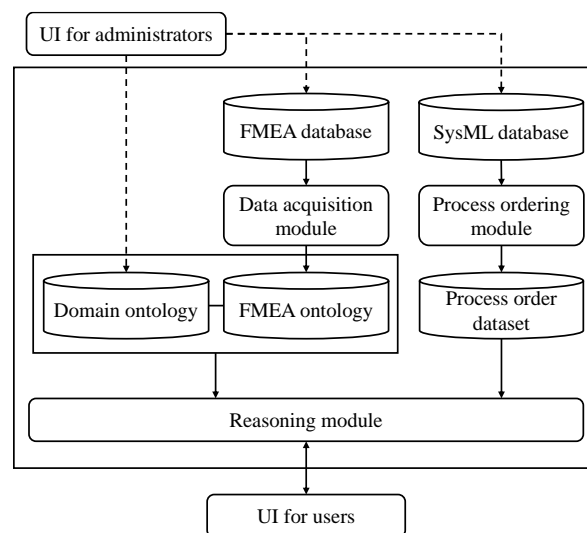 UI for administrators
FMEA database
SysML database
Data acquisition
module
Process ordering
module
Domain ontology
FMEA ontology
Process order
dataset
Reasoning module
UI for users